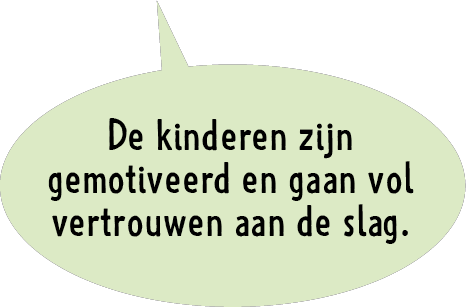 De kinderen zijn
gemotiveerd en gaan vol
vertrouwen aan de slag.